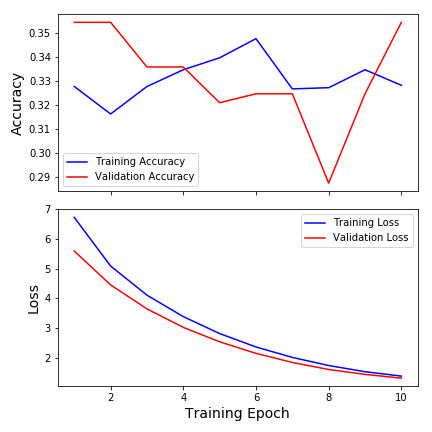 0.35
0.34
0.33
0.32
0.31
0.30
0.29
Accuracy
Training Accuracy
Validation Accuracy
7
6
5
4
3
2
Loss
Training Loss
Validation Loss
2 4 6 8 10
Training Epoch